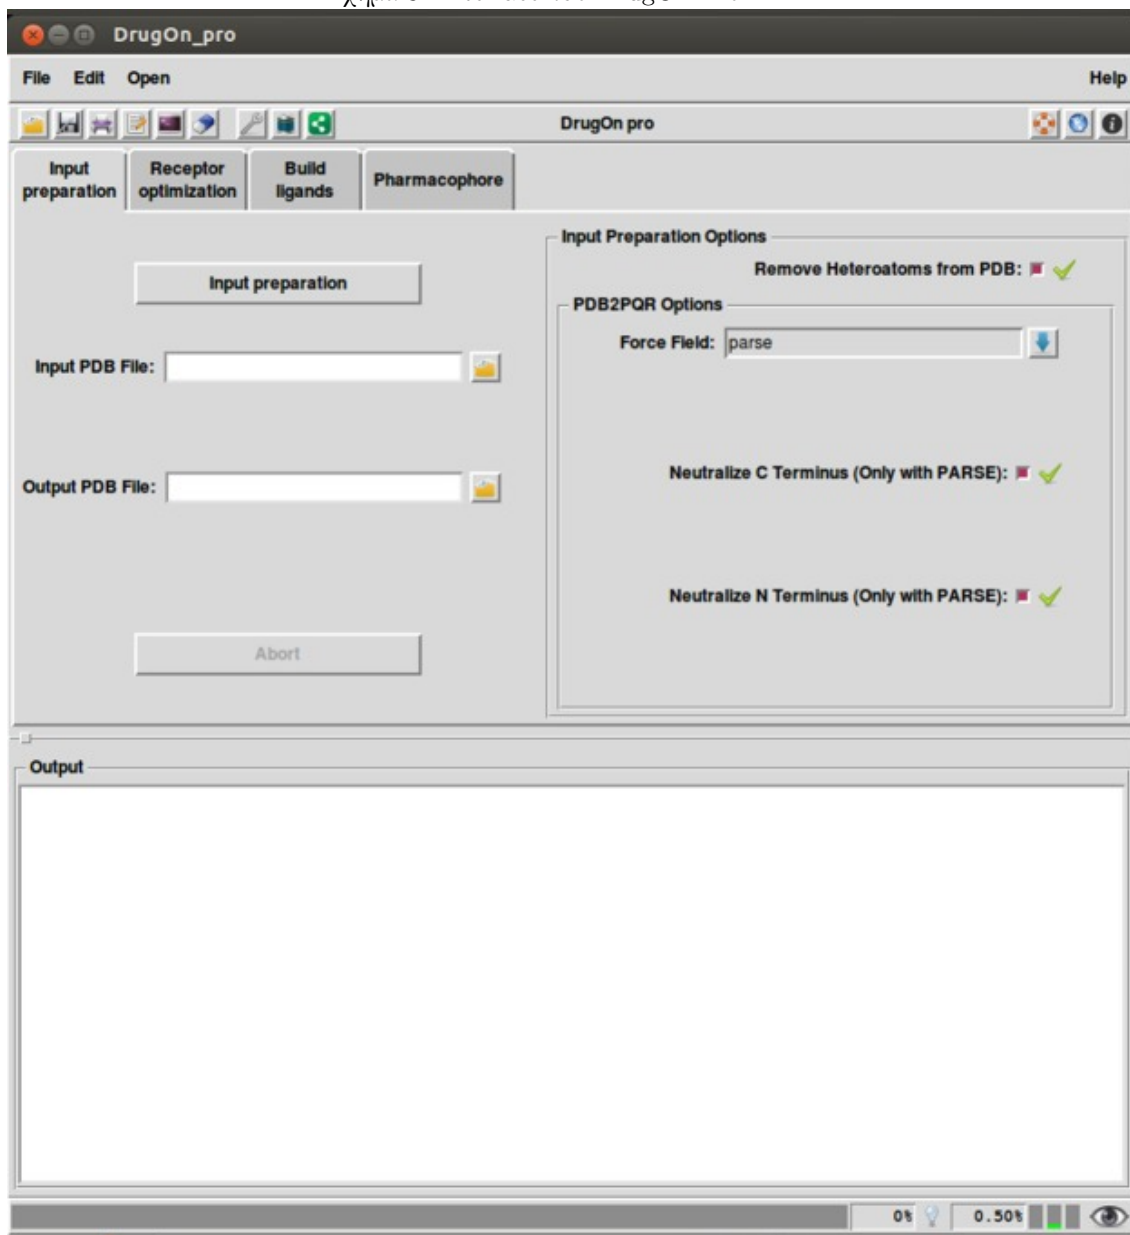 DrugOn_pro
File Edit Open Help
DrugOn pro
Input preparation
Receptor optimization
Build ligands
Pharmacophore
Input preparation
Input PDB File:
Output PDB File:
Abort
Input Preparation Options
Remove Heteroatoms from PDB:
PDB2PQR Options
Force Field: parse
Neutralize C Terminus (Only with PARSE):
Neutralize N Terminus (Only with PARSE):
Output
0% 0.50%